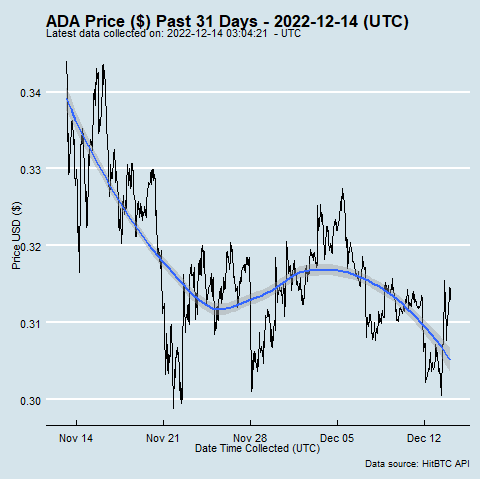 ADA Price ($) Past 31 Days - 2022-12-14 (UTC)
Latest data collected on: 2022-12-14 03:04:21 - UTC
Price USD ($)
0.34
0.33
0.32
0.31
0.30
Nov 14
Nov 21
Nov 28
Dec 05
Dec 12
Date Time Collected (UTC)
Data source: HitBTC API